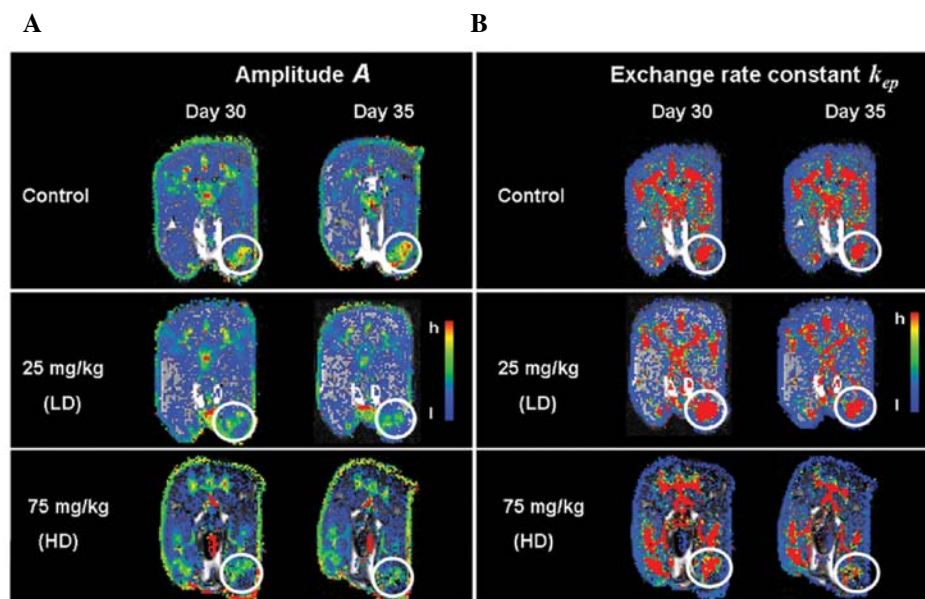 A
B
Amplitude A
Exchange rate constant kep
Day 30
Day 35
Day 30
Day 35
Control
Control
25 mg/kg
(LD)
h
l
25 mg/kg
(LD)
h
l
75 mg/kg
(HD)
75 mg/kg
(HD)